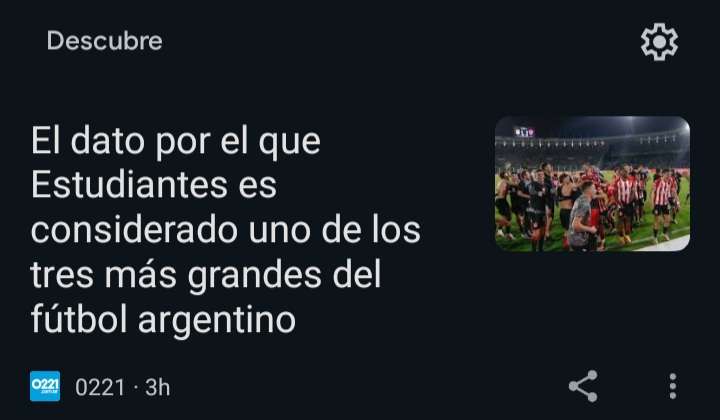 Descubre
El dato por el que
Estudiantes es
considerado uno de los
tres más grandes del
fútbol argentino
0221
0221 · 3h